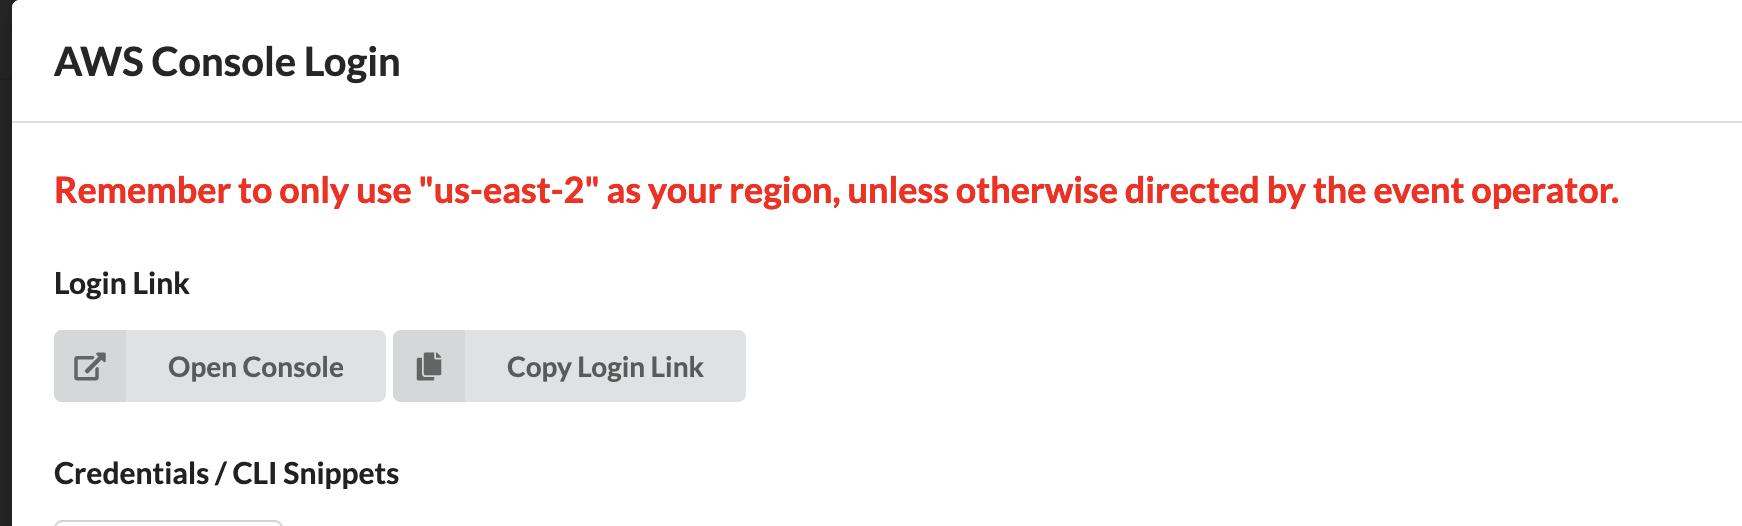 AWS Console Login
Remember to only use "us-east-2" as your region, unless otherwise directed by the event operator.
Login Link
Open Console
Copy Login Link
Credentials / CLI Snippets